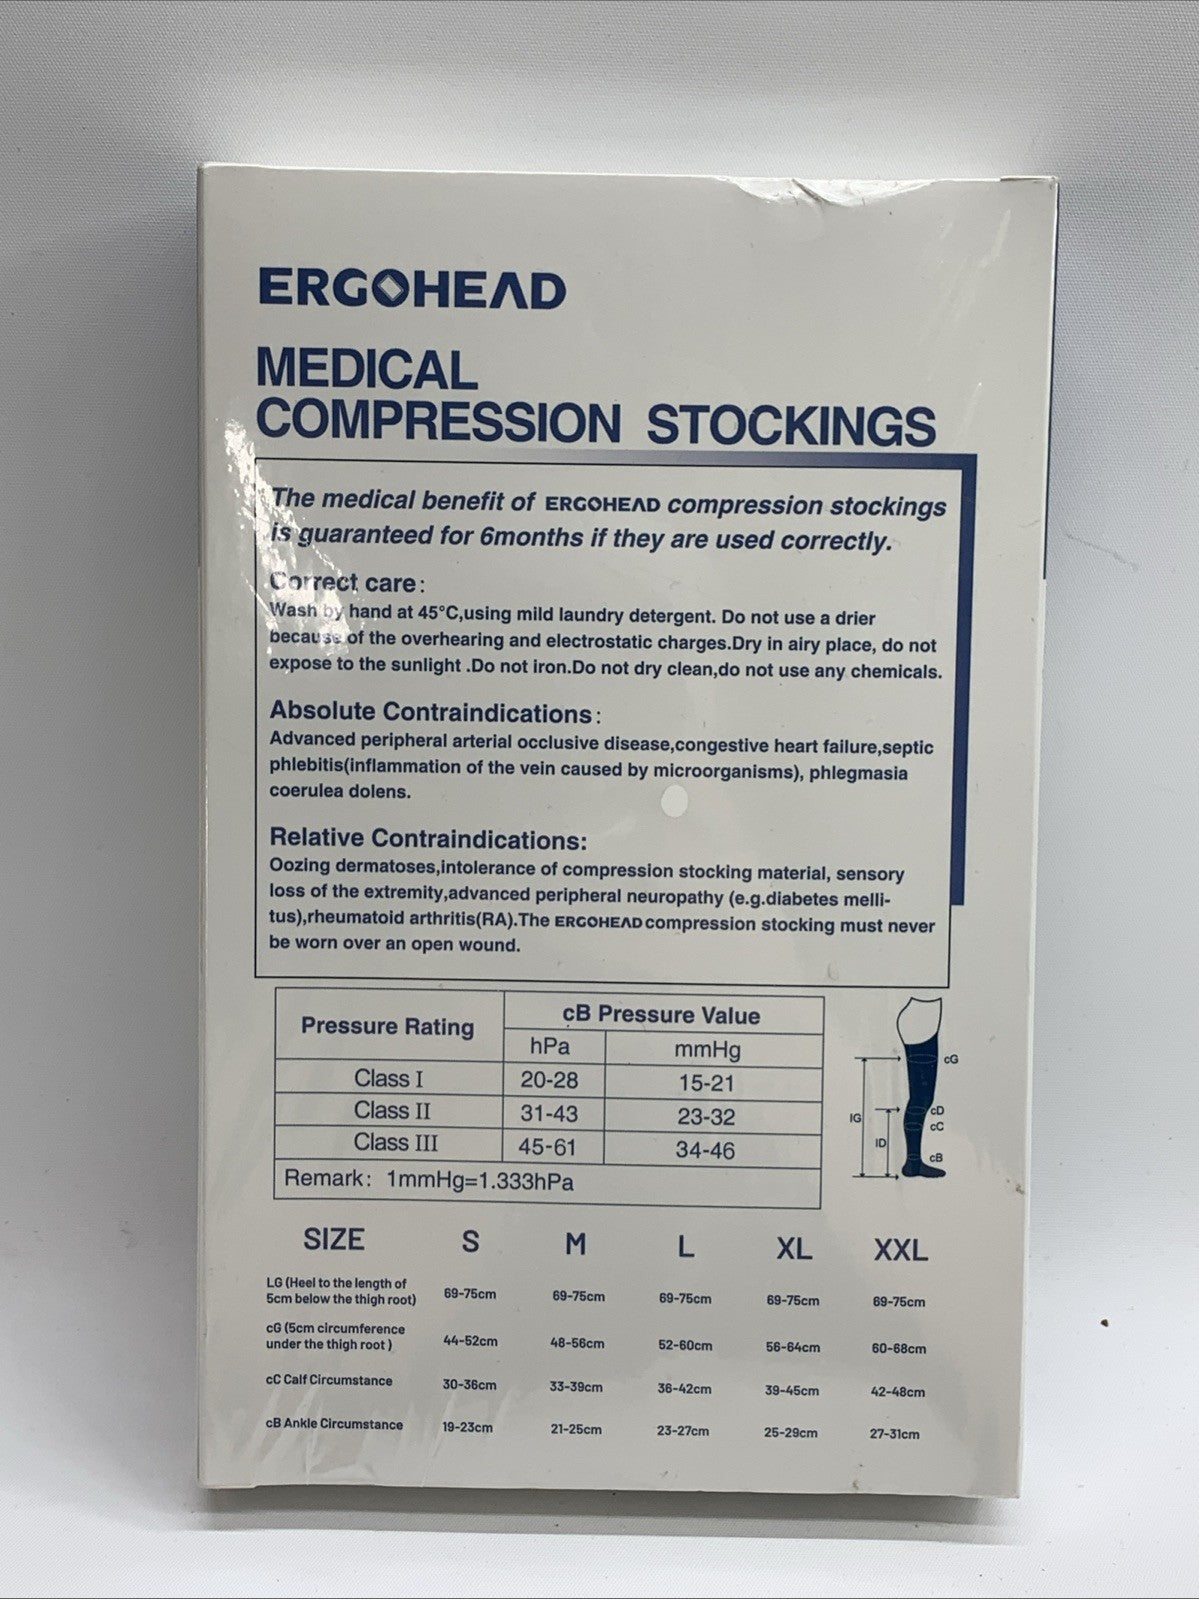 ERGOHEAD
MEDICAL
COMPRESSION STOCKINGS
The medical benefit of ERGOHEAD compression stockings
is guaranteed for 6months if they are used correctly.
Correct care:
Wash by hand at 45°C,using mild laundry detergent. Do not use a drier
because of the overhearing and electrostatic charges.Dry in airy place, do not
expose to the sunlight .Do not iron.Do not dry clean,do not use any chemicals.
Absolute Contraindications:
Advanced peripheral arterial occlusive disease,congestive heart failure,septic
phlebitis(inflammation of the vein caused by microorganisms), phlegmasia
coerulea dolens.
Relative Contraindications:
Oozing dermatoses,intolerance of compression stocking material, sensory
loss of the extremity,advanced peripheral neuropathy (e.g.diabetes melli-
tus),rheumatoid arthritis(RA).The ERGOHEAD compression stocking must never
be worn over an open wound.
Pressure Rating cB Pressure Value
hPa mmHg
Class I 20-28 15-21
Class II 31-43 23-32
Class III 45-61 34-46
Remark: 1mmHg=1.333hPa
cG
cD
cC
cB
lG
lD
SIZE S M L XL XXL
LG (Heel to the length of
5cm below the thigh root) 69-75cm 69-75cm 69-75cm 69-75cm 69-75cm
cG (5cm circumference
under the thigh root ) 44-52cm 48-56cm 52-60cm 56-64cm 60-68cm
cC Calf Circumstance 30-36cm 33-39cm 36-42cm 39-45cm 42-48cm
cB Ankle Circumstance 19-23cm 21-25cm 23-27cm 25-29cm 27-31cm